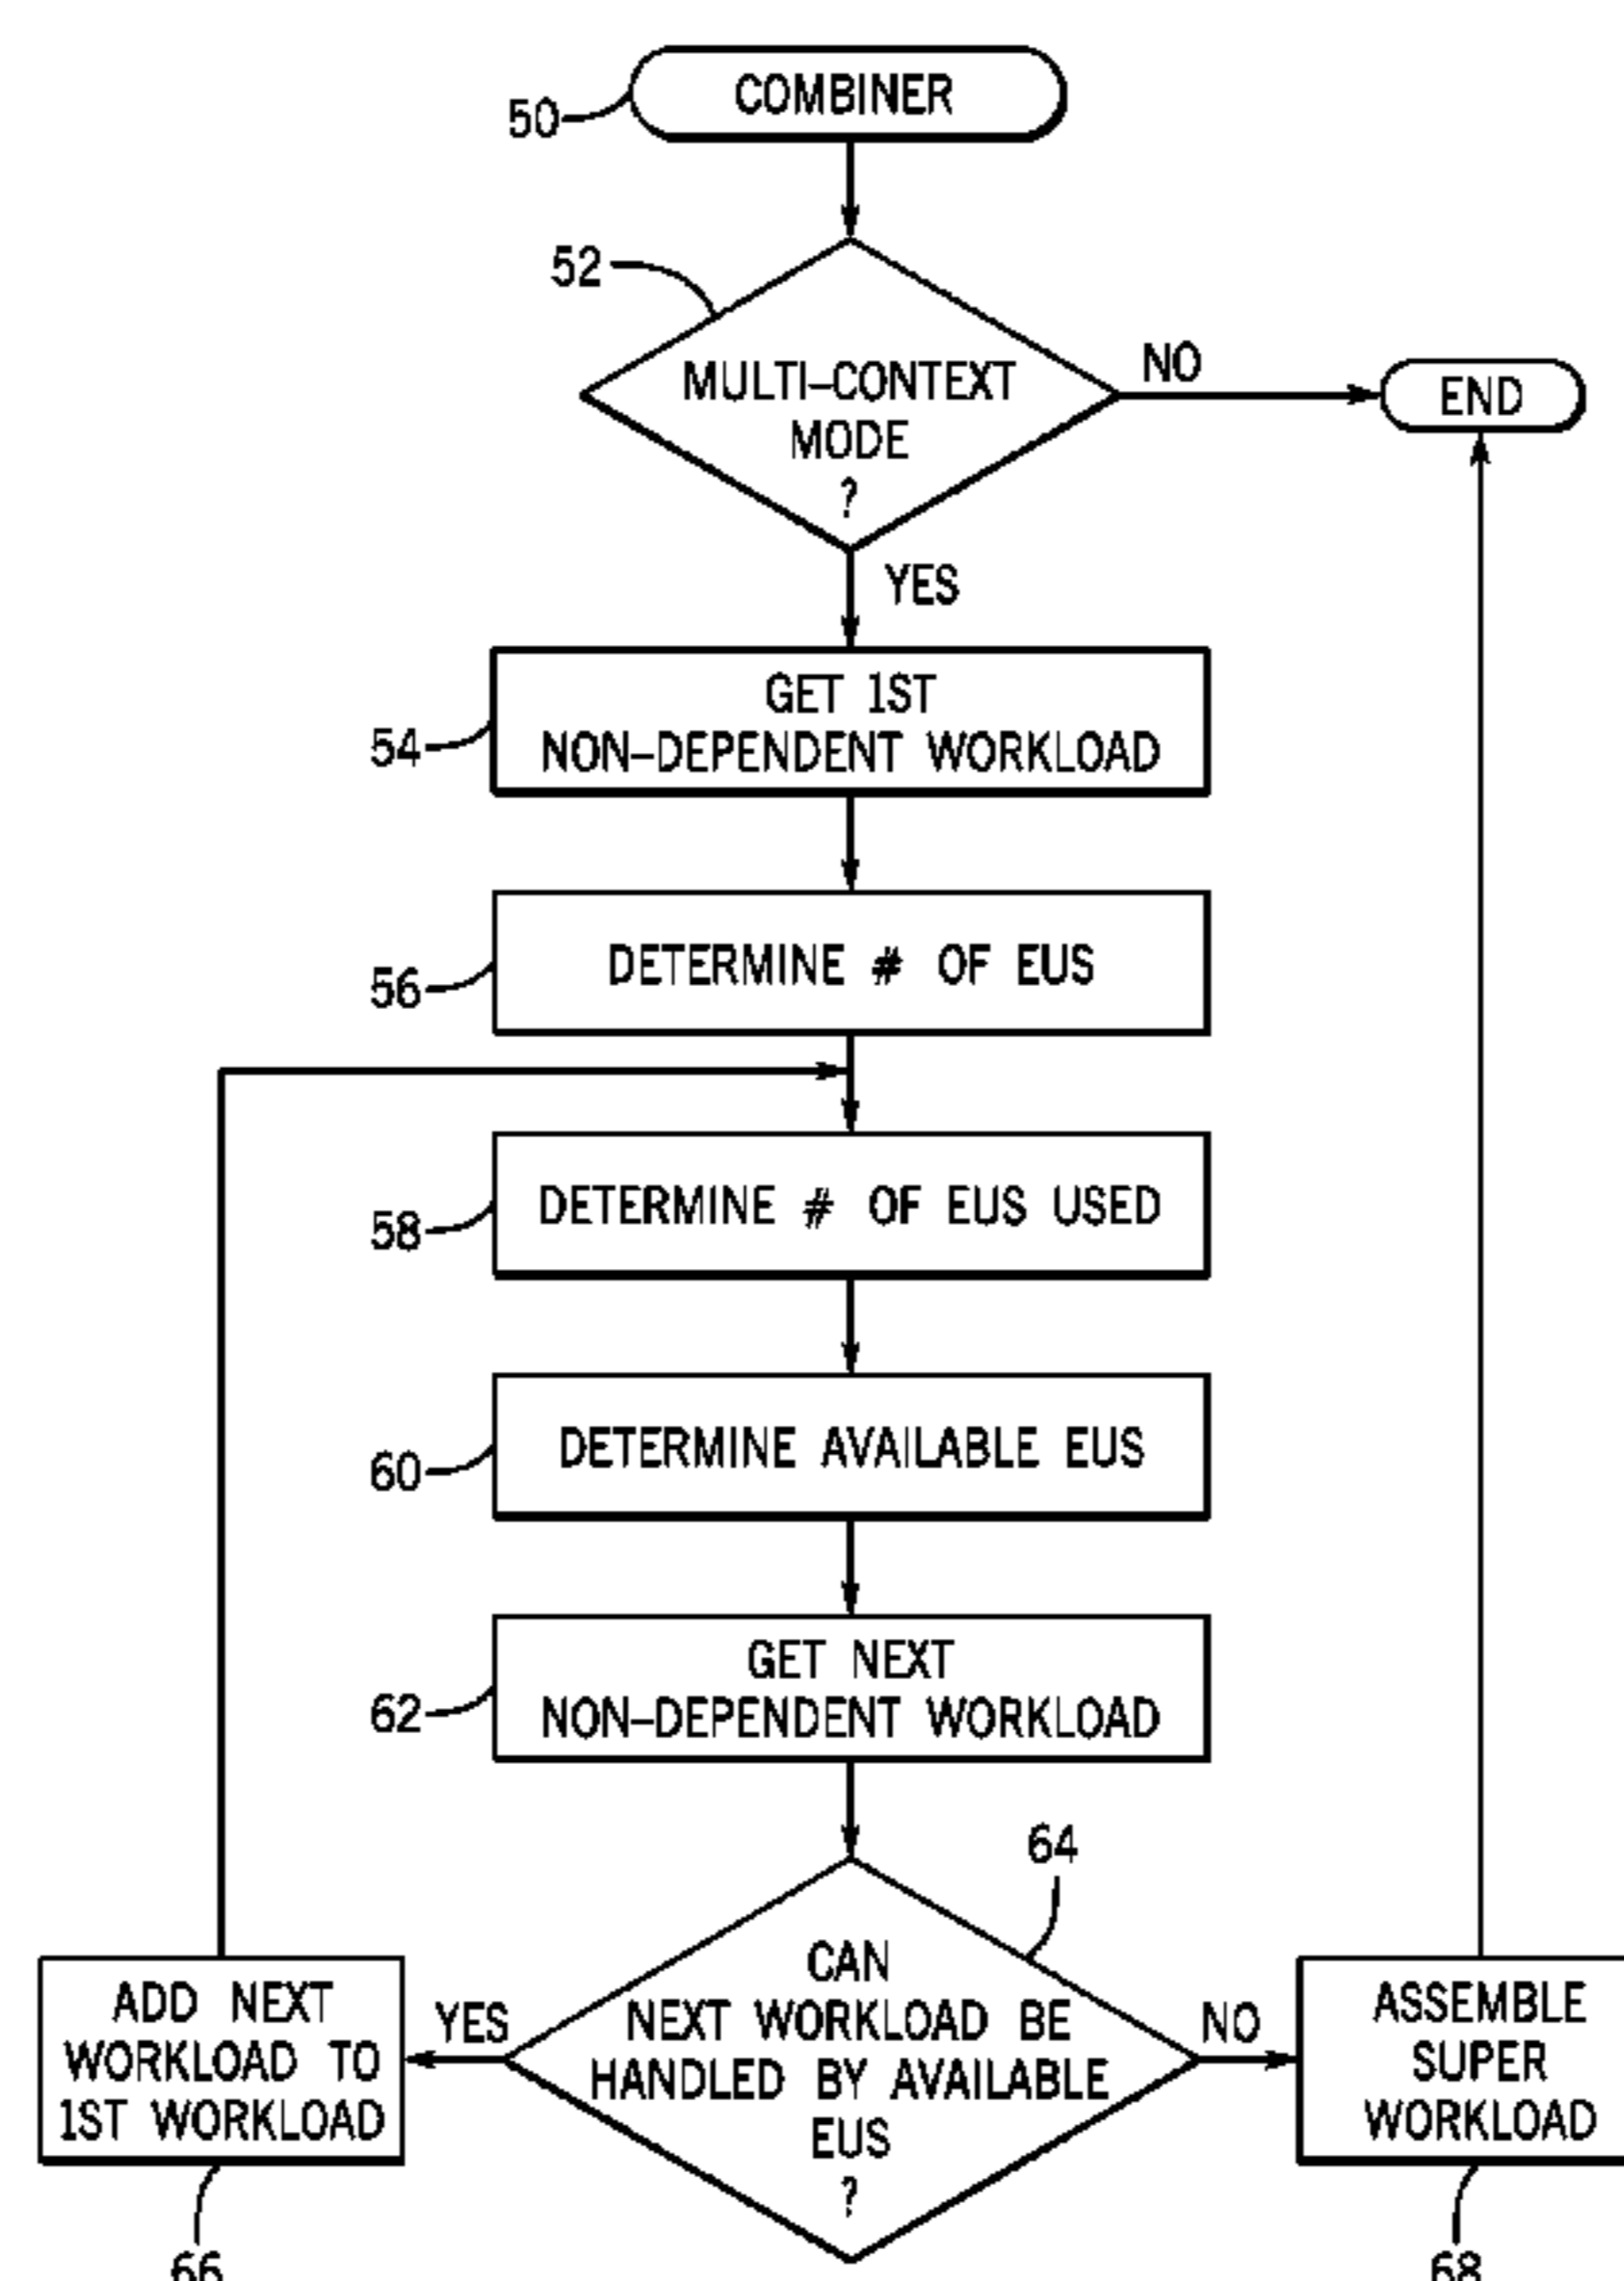 COMBINER
50
52
MULTI-CONTEXT
MODE
?
NO
END
YES
GET 1ST
NON-DEPENDENT WORKLOAD
54
DETERMINE # OF EUS
56
DETERMINE # OF EUS USED
58
DETERMINE AVAILABLE EUS
60
GET NEXT
NON-DEPENDENT WORKLOAD
62
64
CAN
NEXT WORKLOAD BE
HANDLED BY AVAILABLE
EUS
?
YES
ADD NEXT
WORKLOAD TO
1ST WORKLOAD
66
NO
ASSEMBLE
SUPER
WORKLOAD
68